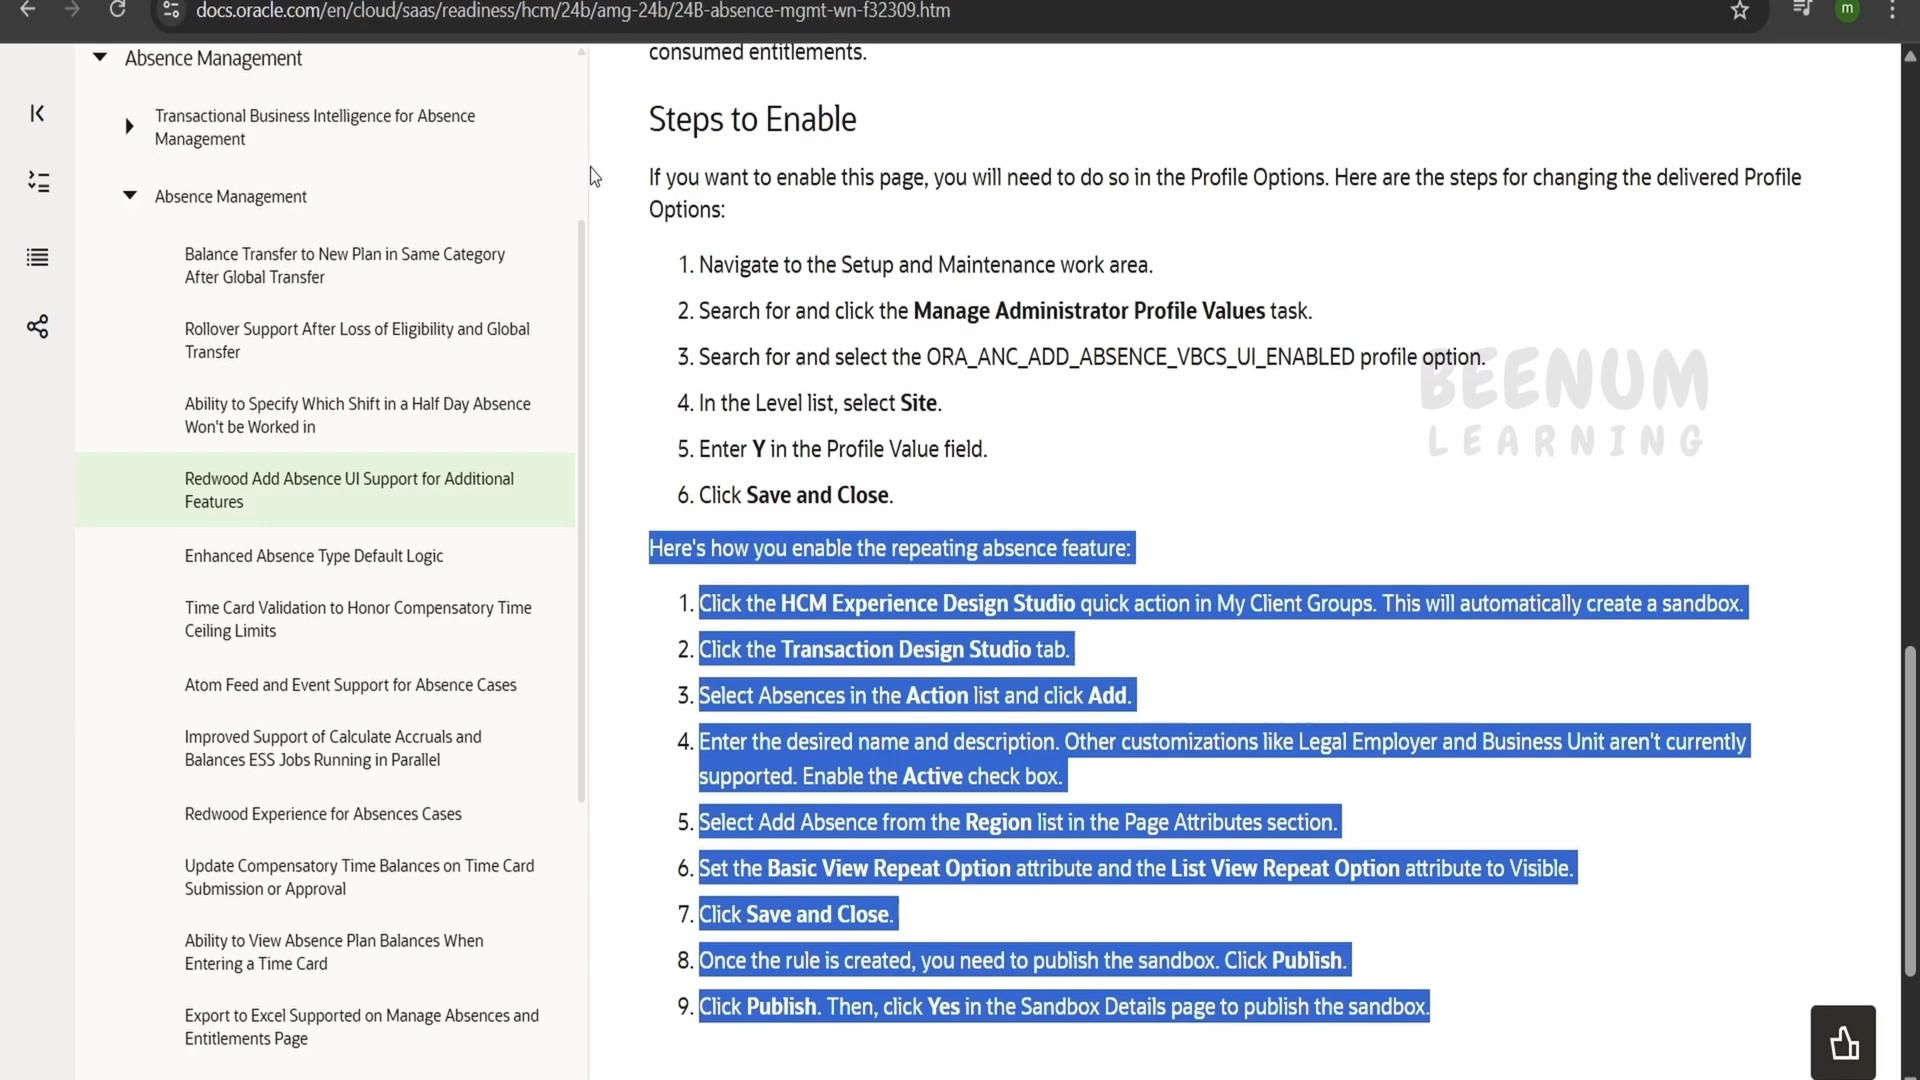 docs.oracle.com/en/cloud/saas/readiness/hcm/24b/amg-24b/24B-absence-mgmt-wn-f32309.htm
m
Absence Management
Transactional Business Intelligence for Absence
Management
Absence Management
Balance Transfer to New Plan in Same Category
After Global Transfer
Rollover Support After Loss of Eligibility and Global
Transfer
Ability to Specify Which Shift in a Half Day Absence
Won't be Worked in
Redwood Add Absence UI Support for Additional
Features
Enhanced Absence Type Default Logic
Time Card Validation to Honor Compensatory Time
Ceiling Limits
Atom Feed and Event Support for Absence Cases
Improved Support of Calculate Accruals and
Balances ESS Jobs Running in Parallel
Redwood Experience for Absences Cases
Update Compensatory Time Balances on Time Card
Submission or Approval
Ability to View Absence Plan Balances When
Entering a Time Card
Export to Excel Supported on Manage Absences and
Entitlements Page
consumed entitlements.
Steps to Enable
If you want to enable this page, you will need to do so in the Profile Options. Here are the steps for changing the delivered Profile
Options:
1. Navigate to the Setup and Maintenance work area.
2. Search for and click the Manage Administrator Profile Values task.
3. Search for and select the ORA_ANC_ADD_ABSENCE_VBCS_UI_ENABLED profile option.
4. In the Level list, select Site.
5. Enter Y in the Profile Value field.
6. Click Save and Close.
BEENUM
LEARNING
Here's how you enable the repeating absence feature:
1. Click the HCM Experience Design Studio quick action in My Client Groups. This will automatically create a sandbox.
2. Click the Transaction Design Studio tab.
3. Select Absences in the Action list and click Add.
4. Enter the desired name and description. Other customizations like Legal Employer and Business Unit aren't currently
supported. Enable the Active check box.
5. Select Add Absence from the Region list in the Page Attributes section.
6. Set the Basic View Repeat Option attribute and the List View Repeat Option attribute to Visible.
7. Click Save and Close.
8. Once the rule is created, you need to publish the sandbox. Click Publish.
9. Click Publish. Then, click Yes in the Sandbox Details page to publish the sandbox.